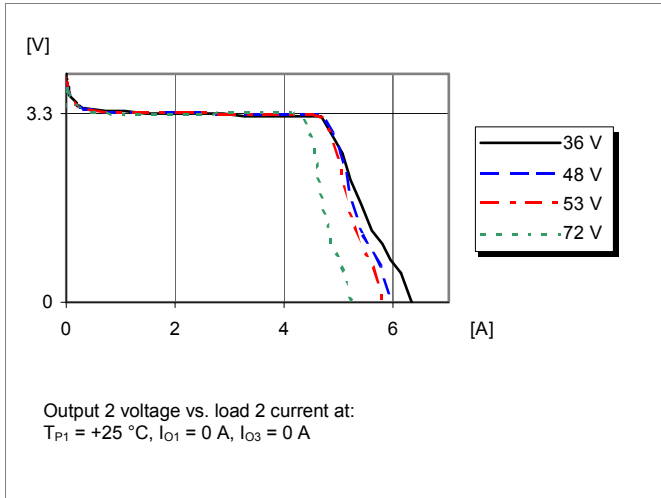 [V]
3.3
0
0 2 4 6 [A]
36 V
48 V
53 V
72 V
Output 2 voltage vs. load 2 current at:
TP1 = +25 °C, IO1 = 0 A, IO3 = 0 A